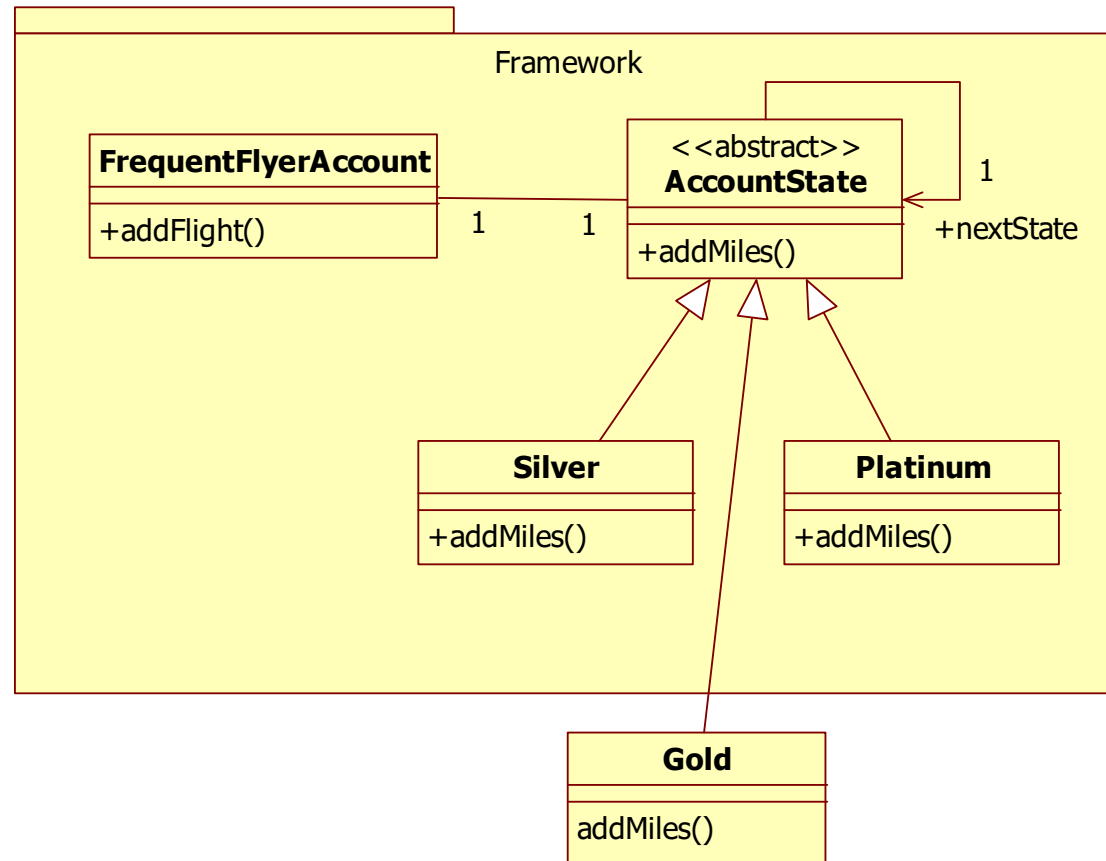 Framework
FrequentFlyerAccount
+addFlight()
1
1
<<abstract>>
AccountState
+addMiles()
1
+nextState
Silver
+addMiles()
Platinum
+addMiles()
Gold
addMiles()